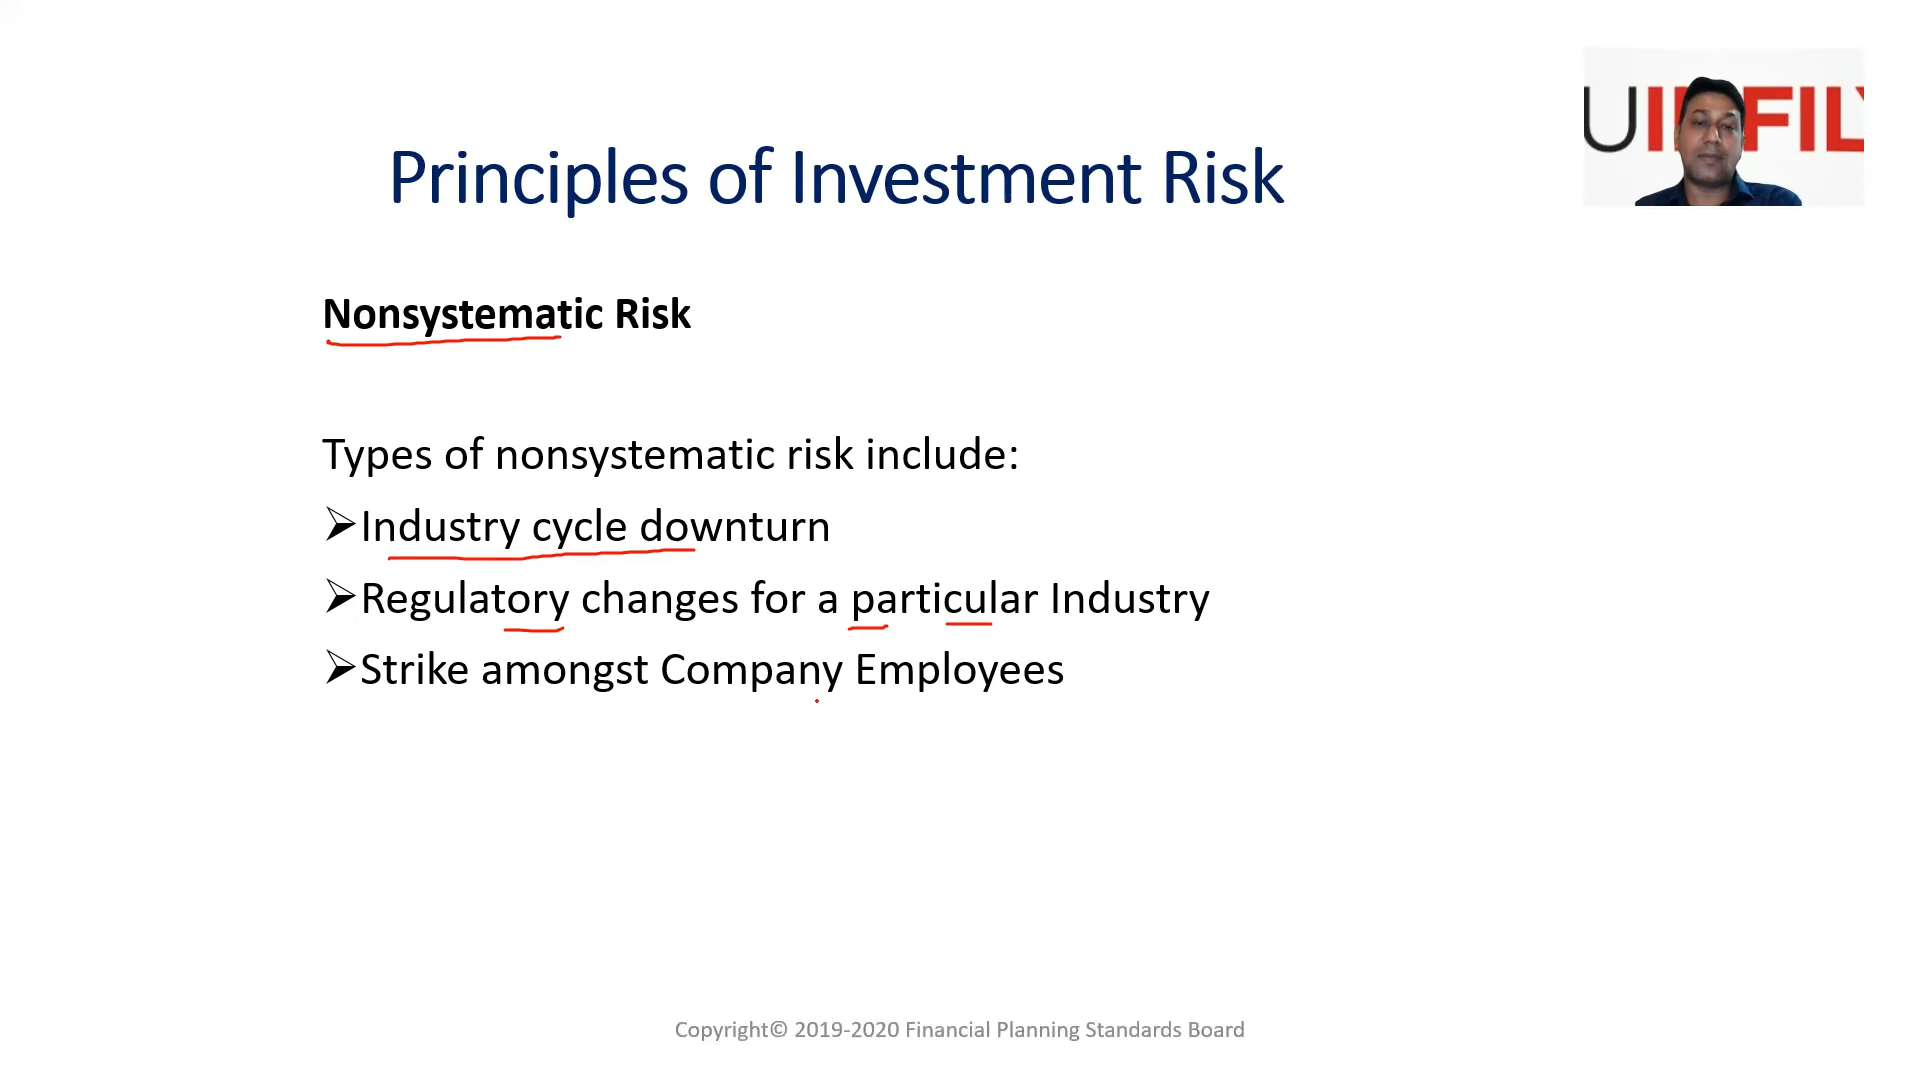 Principles of Investment Risk
Nonsystematic Risk
Types of nonsystematic risk include:
➢Industry cycle downturn
➢Regulatory changes for a particular Industry
➢Strike amongst Company Employees
Copyright© 2019-2020 Financial Planning Standards Board